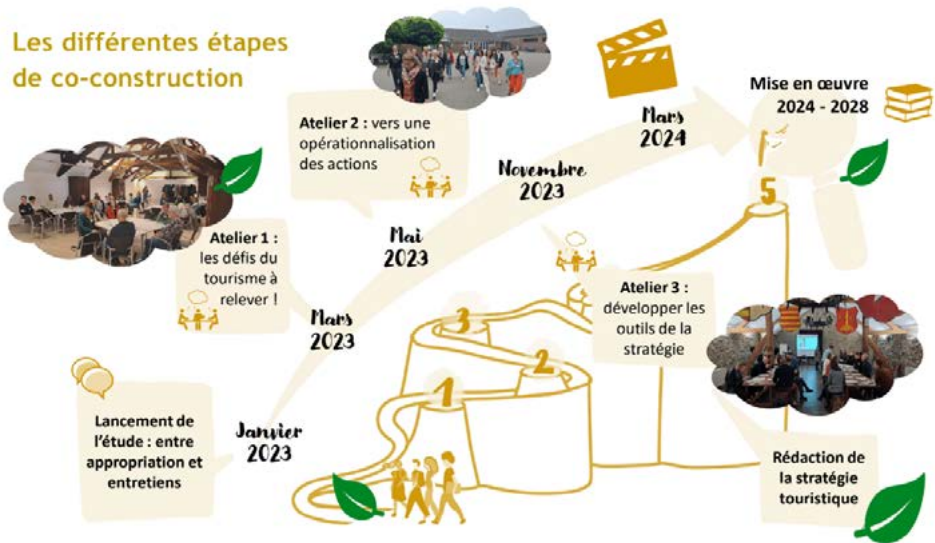 Les différentes étapes
de co-construction
Lancement de
l'étude : entre
appropriation et
entretiens
Janvier
2023
Atelier 1 :
les défis du
tourisme à
relever !
Mars
2023
Atelier 2 : vers une
opérationnalisation
des actions
Mai
2023
Novembre
2023
Atelier 3 :
développer les
outils de la
stratégie
Mars
2024
Rédaction de
la stratégie
touristique
Mise en œuvre
2024 - 2028
1
2
3
5